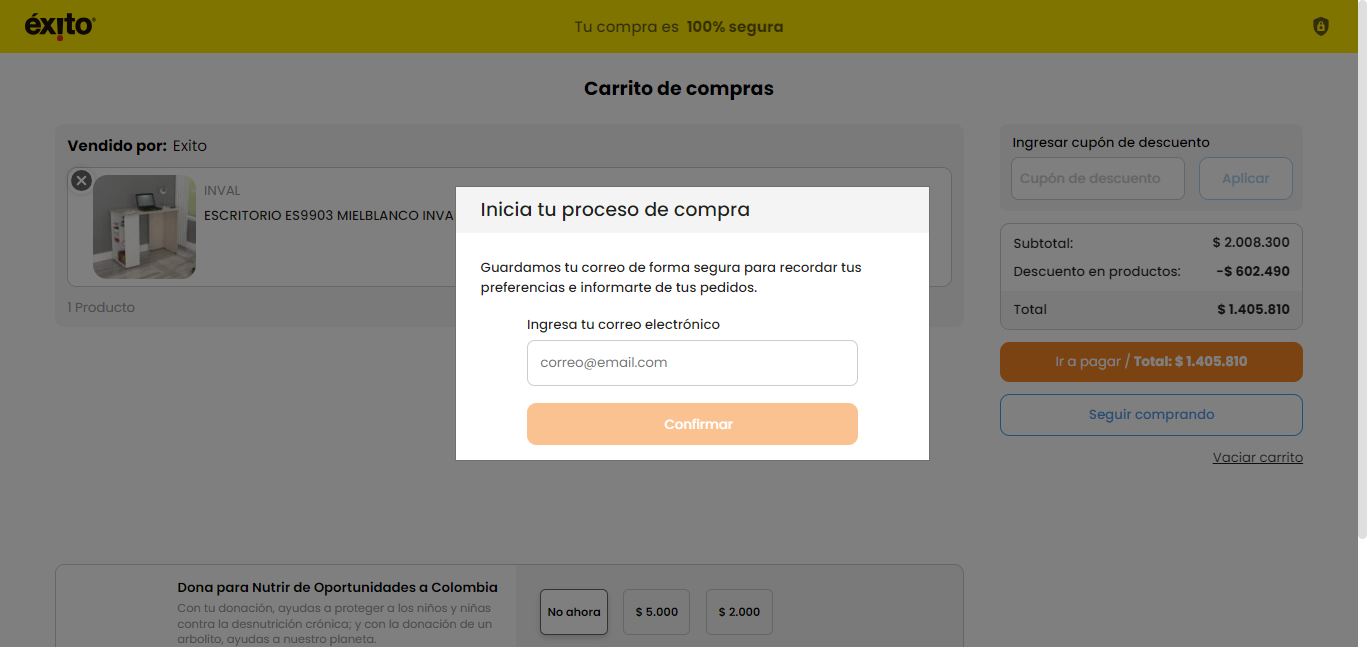 éxito
Tu compra es 100% segura
Carrito de compras
Vendido por: Exito
INVAL
ESCRITORIO ES9903 MIELBLANCO INVA
1 Producto
Inicia tu proceso de compra
Guardamos tu correo de forma segura para recordar tus
preferencias e informarte de tus pedidos.
Ingresa tu correo electrónico
correo@email.com
Confirmar
Ingresar cupón de descuento
Cupón de descuento
Aplicar
Subtotal: $ 2.008.300
Descuento en productos: -$ 602.490
Total $ 1.405.810
Ir a pagar / Total: $ 1.405.810
Seguir comprando
Vaciar carrito
Dona para Nutrir de Oportunidades a Colombia
Con tu donación, ayudas a proteger a los niños y niñas
contra la desnutrición crónica; y con la donación de un
arbolito, ayudas a nuestro planeta.
No ahora
$ 5.000
$ 2.000